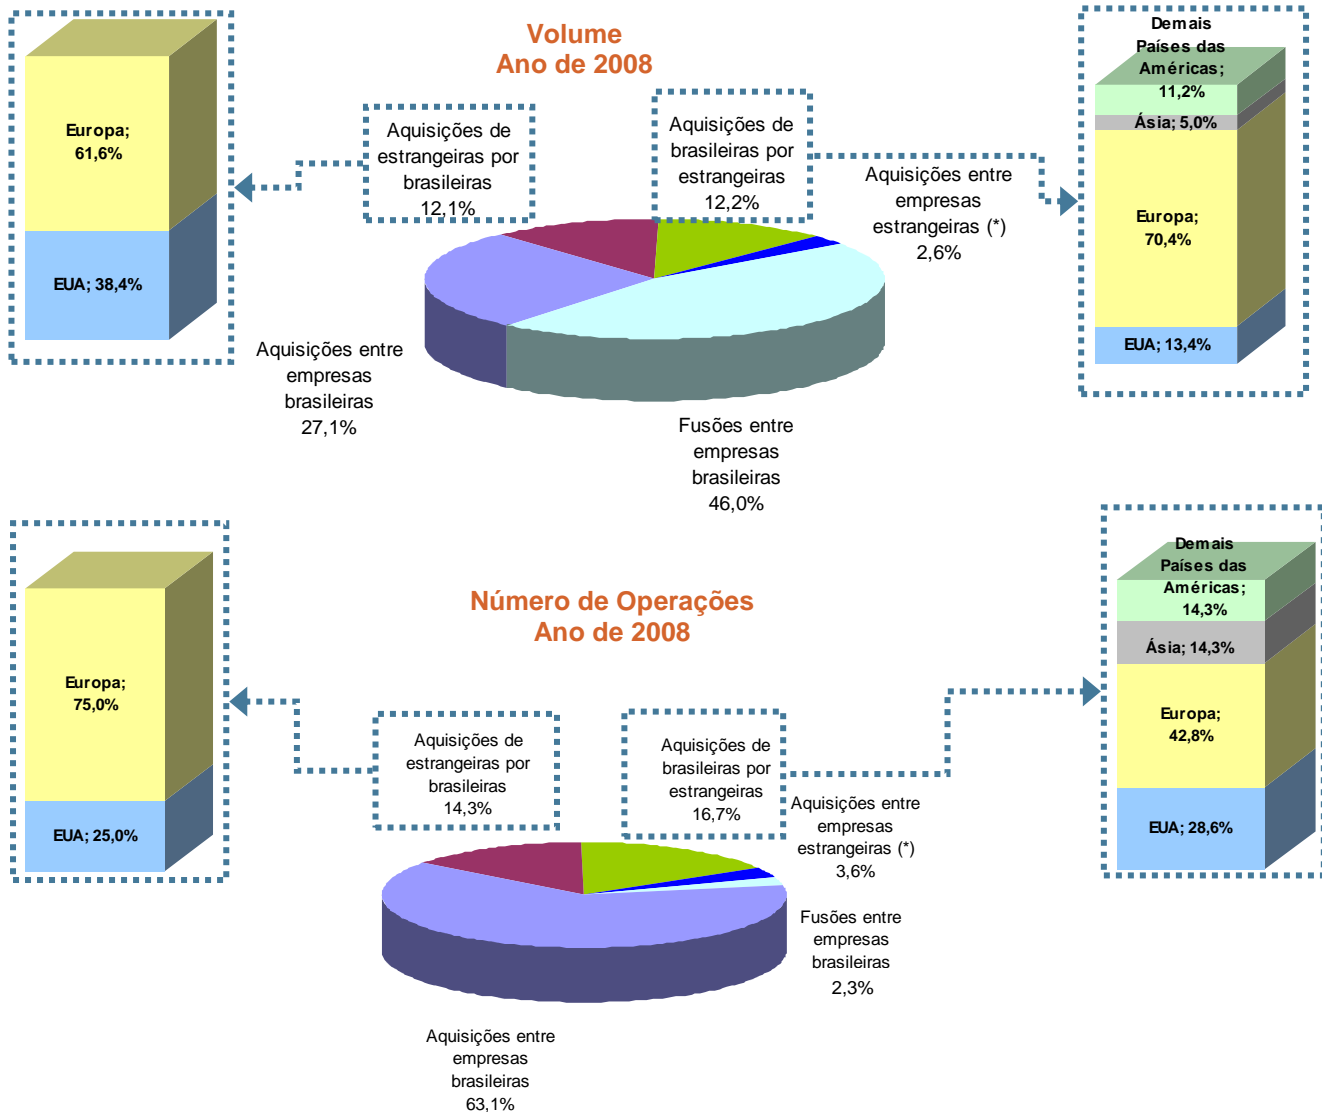 Volume
Ano de 2008
Europa;
61,6%
EUA; 38,4%
Aquisições de
estrangeiras por
brasileiras
12,1%
Aquisições de
brasileiras por
estrangeiras
12,2%
Aquisições entre
empresas
estrangeiras (*)
2,6%
Demais
Países das
Américas;
11,2%
Ásia; 5,0%
Europa;
70,4%
EUA; 13,4%
Aquisições entre
empresas
brasileiras
27,1%
Fusões entre
empresas
brasileiras
46,0%
Número de Operações
Ano de 2008
Europa;
75,0%
EUA; 25,0%
Aquisições de
estrangeiras por
brasileiras
14,3%
Aquisições de
brasileiras por
estrangeiras
16,7%
Aquisições entre
empresas
estrangeiras (*)
3,6%
Fusões entre
empresas
brasileiras
2,3%
Demais
Países das
Américas;
14,3%
Ásia; 14,3%
Europa;
42,8%
EUA; 28,6%
Aquisições entre
empresas
brasileiras
63,1%